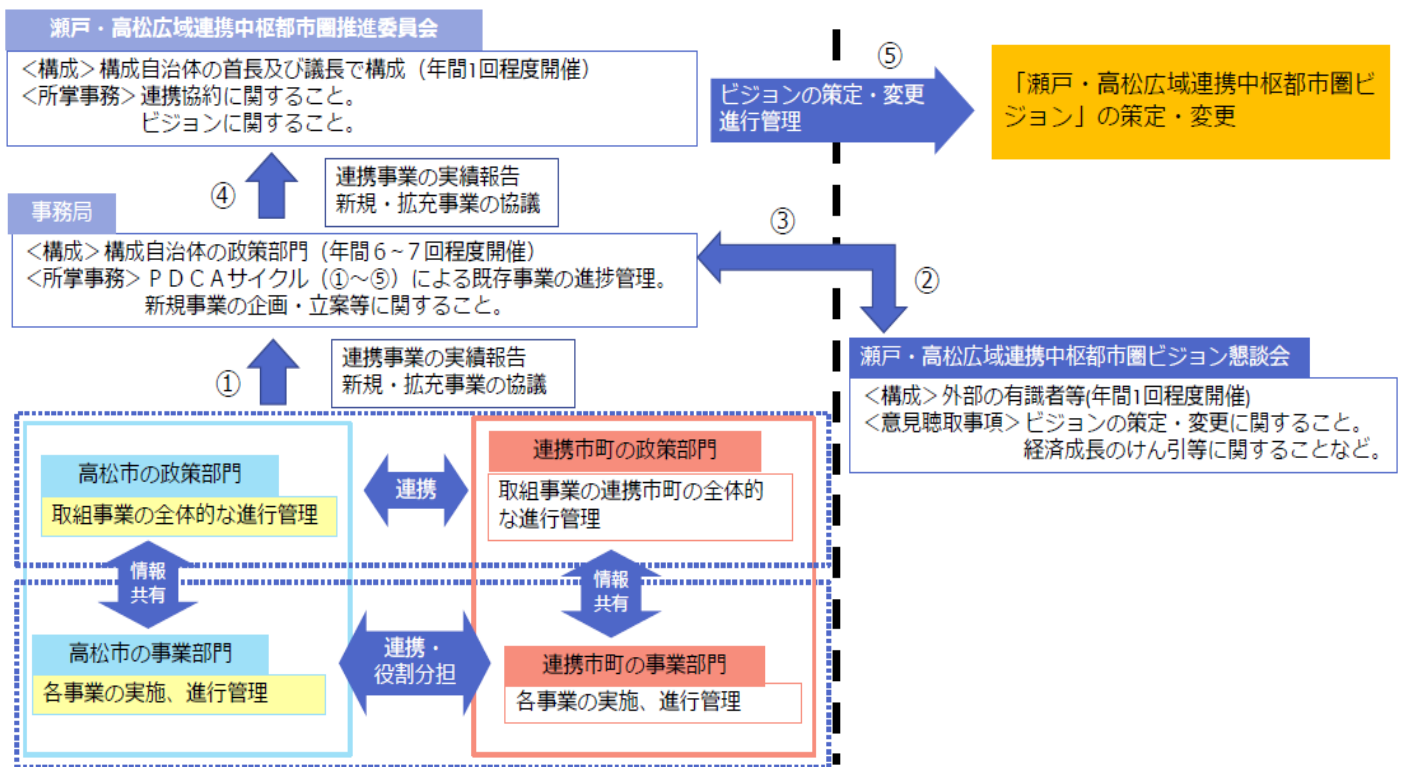 瀬戸・高松広域連携中枢都市圏推進委員会
＜構成＞構成自治体の首長及び議長で構成（年間1回程度開催）
＜所掌事務＞連携協約に関すること。
ビジョンに関すること。
⑤
ビジョンの策定・変更
進行管理
「瀬戸・高松広域連携中枢都市圏ビ
ジョン」の策定・変更
④
連携事業の実績報告
新規・拡充事業の協議
事務局
＜構成＞構成自治体の政策部門（年間６～７回程度開催）
＜所掌事務＞ＰＤＣＡサイクル（①～⑤）による既存事業の進捗管理。
新規事業の企画・立案等に関すること。
③
②
①
連携事業の実績報告
新規・拡充事業の協議
瀬戸・高松広域連携中枢都市圏ビジョン懇談会
＜構成＞外部の有識者等(年間1回程度開催)
＜意見聴取事項＞ビジョンの策定・変更に関すること。
経済成長のけん引等に関することなど。
高松市の政策部門
取組事業の全体的な進行管理
連携
連携市町の政策部門
取組事業の連携市町の全体的
な進行管理
情報
共有
情報
共有
高松市の事業部門
各事業の実施、進行管理
連携・
役割分担
連携市町の事業部門
各事業の実施、進行管理